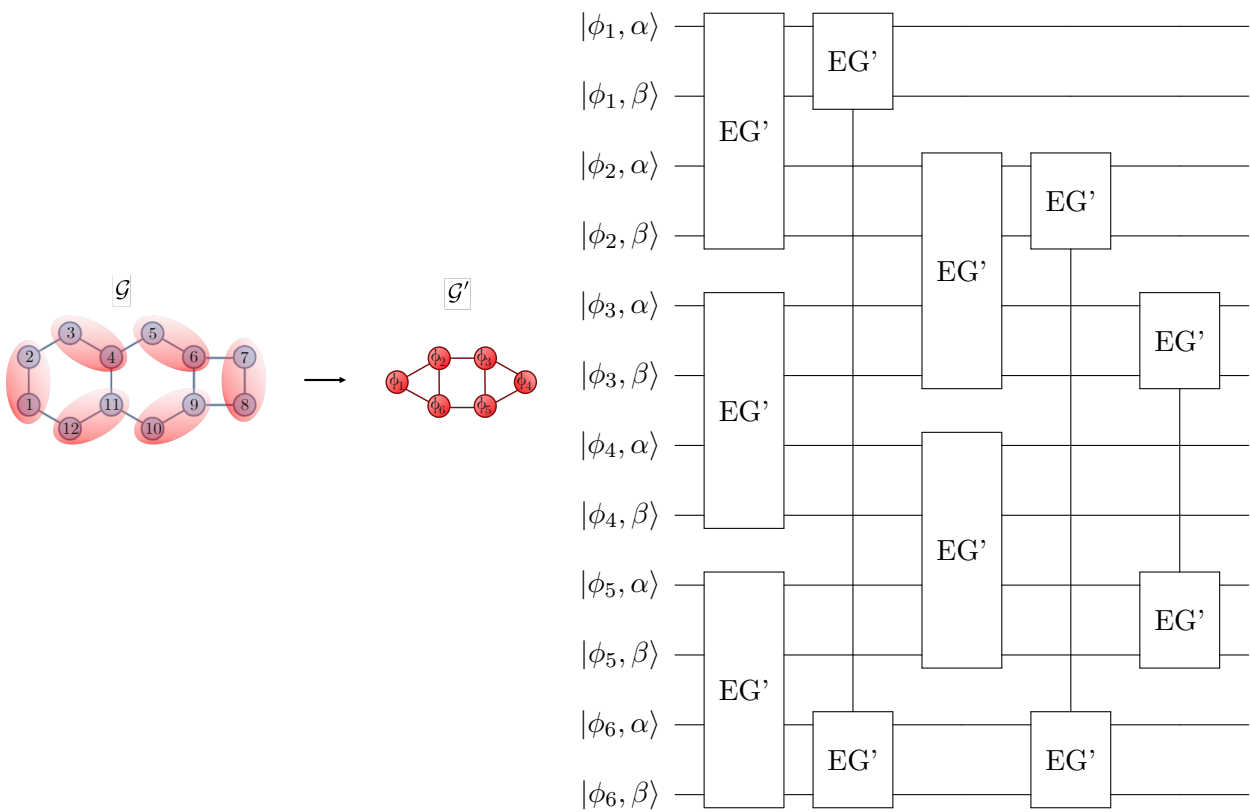 𝒢
𝒢′
3
5
2
4
6
7
1
11
9
8
12
10
ϕ₂
ϕ₃
ϕ₁
ϕ₄
ϕ₆
ϕ₅
|ϕ₁, α⟩
|ϕ₁, β⟩
|ϕ₂, α⟩
|ϕ₂, β⟩
|ϕ₃, α⟩
|ϕ₃, β⟩
|ϕ₄, α⟩
|ϕ₄, β⟩
|ϕ₅, α⟩
|ϕ₅, β⟩
|ϕ₆, α⟩
|ϕ₆, β⟩
EG'
EG'
EG'
EG'
EG'
EG'
EG'
EG'
EG'
EG'
EG'